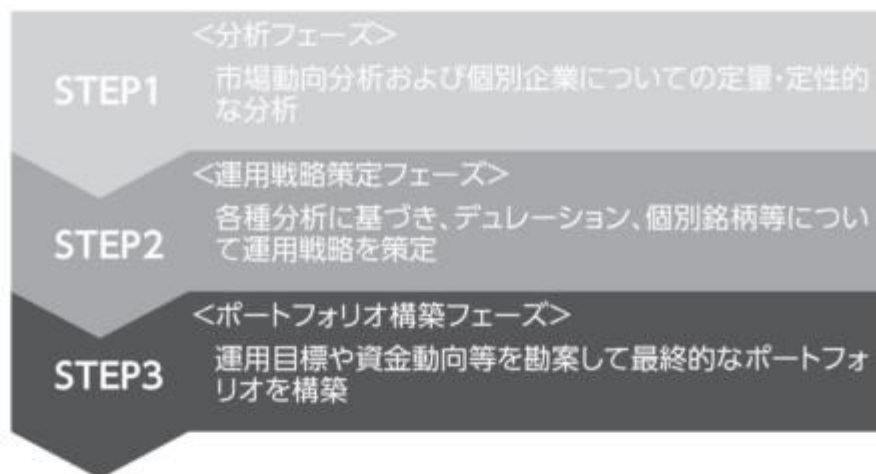 STEP1
<分析フェーズ>
市場動向分析および個別企業についての定量・定性的
な分析
STEP2
<運用戦略策定フェーズ>
各種分析に基づき、デュレーション、個別銘柄等につい
て運用戦略を策定
STEP3
<ポートフォリオ構築フェーズ>
運用目標や資金動向等を勘案して最終的なポートフォ
リオを構築